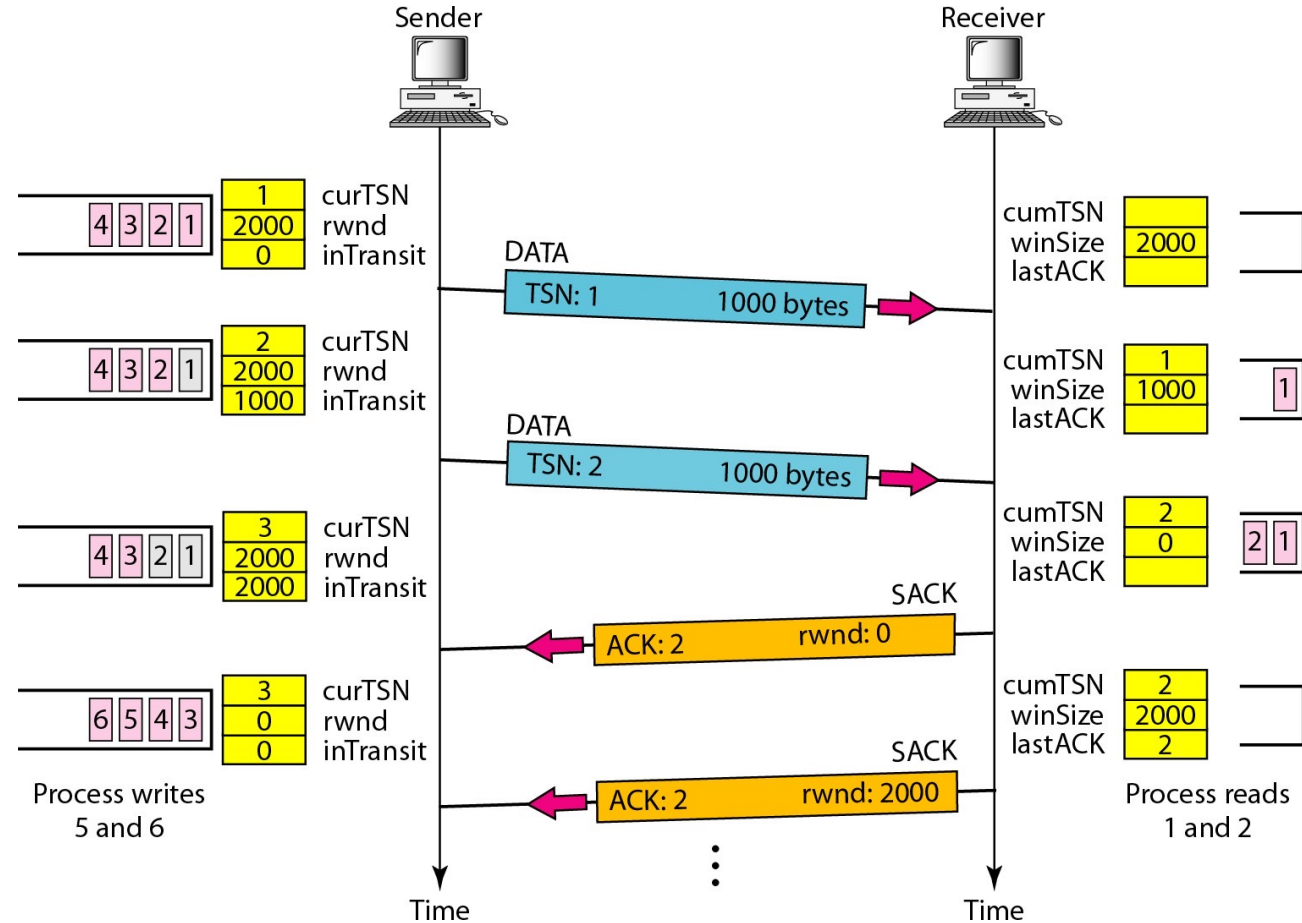 Sender
Receiver
4 3 2 1
1 curTSN
2000 rwnd
0 inTransit
cumTSN
winSize 2000
lastACK
DATA
TSN: 1 1000 bytes
4 3 2 1
2 curTSN
2000 rwnd
1000 inTransit
cumTSN 1
winSize 1000
lastACK
1
DATA
TSN: 2 1000 bytes
4 3 2 1
3 curTSN
2000 rwnd
2000 inTransit
cumTSN 2
winSize 0
lastACK
2 1
SACK
ACK: 2 rwnd: 0
6 5 4 3
3 curTSN
0 rwnd
0 inTransit
cumTSN 2
winSize 2000
lastACK 2
SACK
ACK: 2 rwnd: 2000
Process writes
5 and 6
Process reads
1 and 2
Time
Time